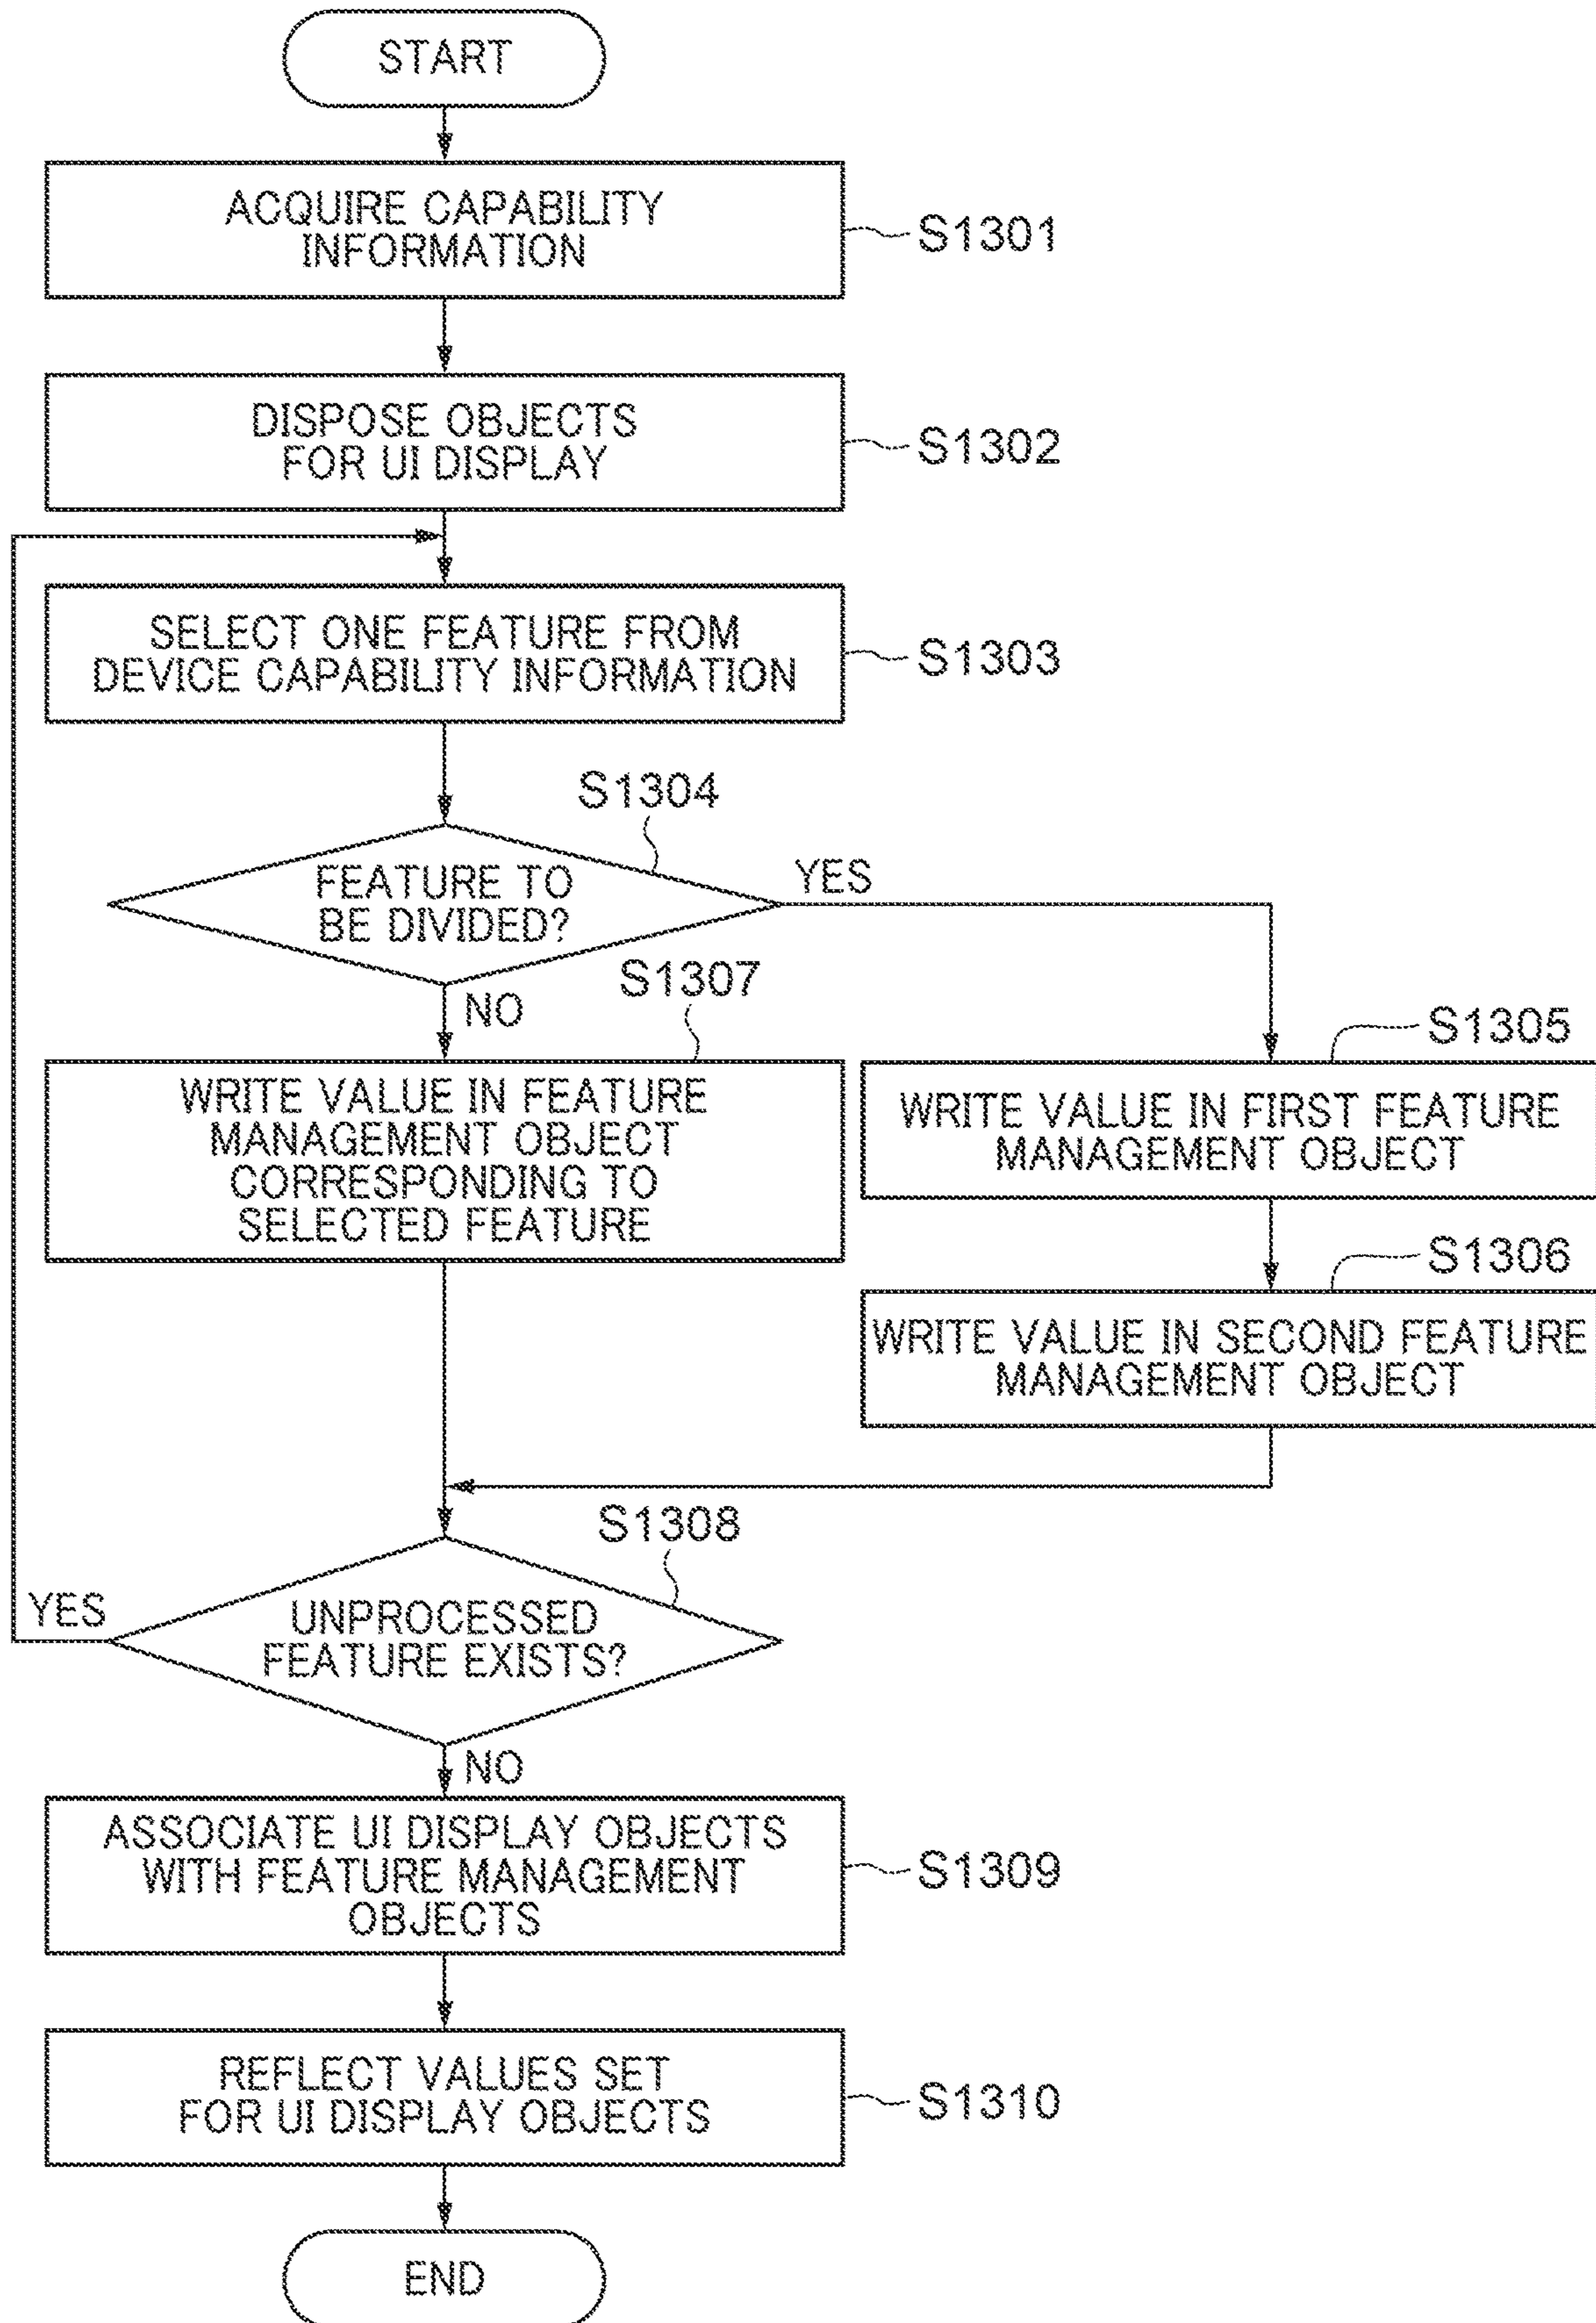 START
ACQUIRE CAPABILITY
INFORMATION
S1301
DISPOSE OBJECTS
FOR UI DISPLAY
S1302
SELECT ONE FEATURE FROM
DEVICE CAPABILITY INFORMATION
S1303
S1304
FEATURE TO
BE DIVIDED?
YES
NO
S1307
WRITE VALUE IN FEATURE
MANAGEMENT OBJECT
CORRESPONDING TO
SELECTED FEATURE
S1305
WRITE VALUE IN FIRST FEATURE
MANAGEMENT OBJECT
S1306
WRITE VALUE IN SECOND FEATURE
MANAGEMENT OBJECT
S1308
UNPROCESSED
FEATURE EXISTS?
YES
NO
ASSOCIATE UI DISPLAY OBJECTS
WITH FEATURE MANAGEMENT
OBJECTS
S1309
REFLECT VALUES SET
FOR UI DISPLAY OBJECTS
S1310
END